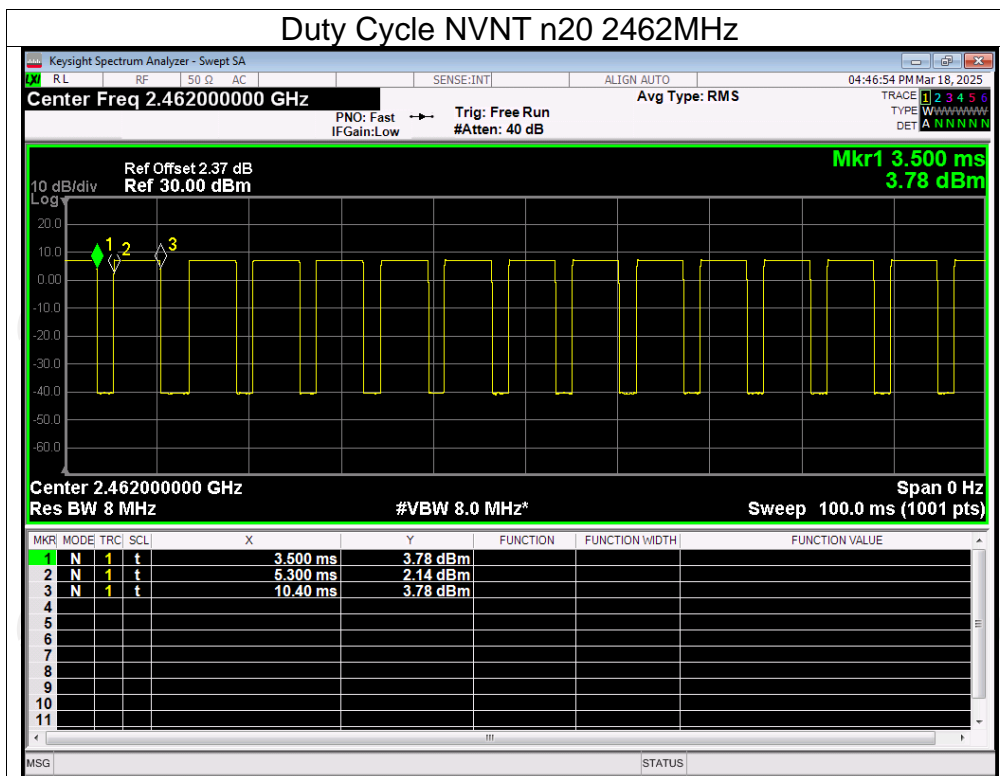 Duty Cycle NVNT n20 2462MHz
Keysight Spectrum Analyzer - Swept SA
LXI RL RF 50 Ω AC SENSE:INT ALIGN AUTO 04:46:54 PM Mar 18, 2025
Center Freq 2.462000000 GHz Avg Type: RMS TRACE 1 2 3 4 5 6
PNO: Fast Trig: Free Run TYPE WWWWWW
IFGain:Low #Atten: 40 dB DET A N N N N N
Ref Offset 2.37 dB Mkr1 3.500 ms
10 dB/div Ref 30.00 dBm 3.78 dBm
Log
20.0
1 2 3
10.0
0.00
-10.0
-20.0
-30.0
-40.0
-50.0
-60.0
Center 2.462000000 GHz Span 0 Hz
Res BW 8 MHz #VBW 8.0 MHz* Sweep 100.0 ms (1001 pts)
MKR MODE TRC SCL X Y FUNCTION FUNCTION WIDTH FUNCTION VALUE
1 N 1 t 3.500 ms 3.78 dBm
2 N 1 t 5.300 ms 2.14 dBm
3 N 1 t 10.40 ms 3.78 dBm
4
5
6
7
8
9
10
11
MSG STATUS